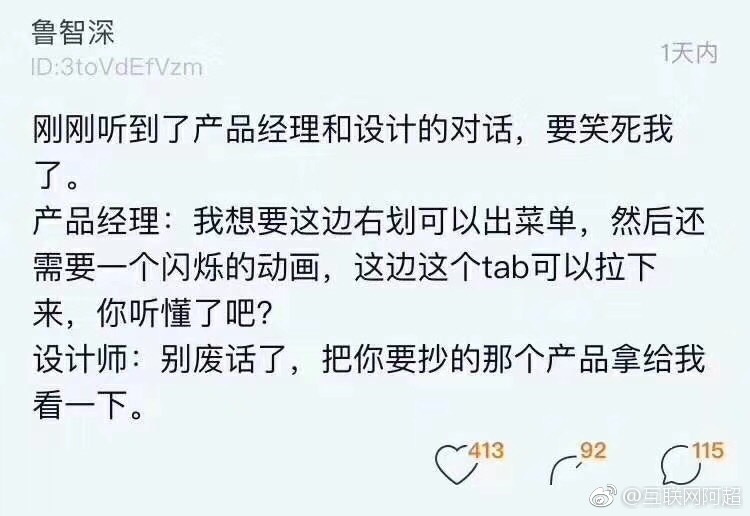 鲁智深
ID:3toVdEfVzm
1天内
刚刚听到了产品经理和设计的对话，要笑死我
了。
产品经理：我想要这边右划可以出菜单，然后还
需要一个闪烁的动画，这边这个tab可以拉下
来，你听懂了吧？
设计师：别废话了，把你要抄的那个产品拿给我
看一下。
413
92
115
@互联网阿超